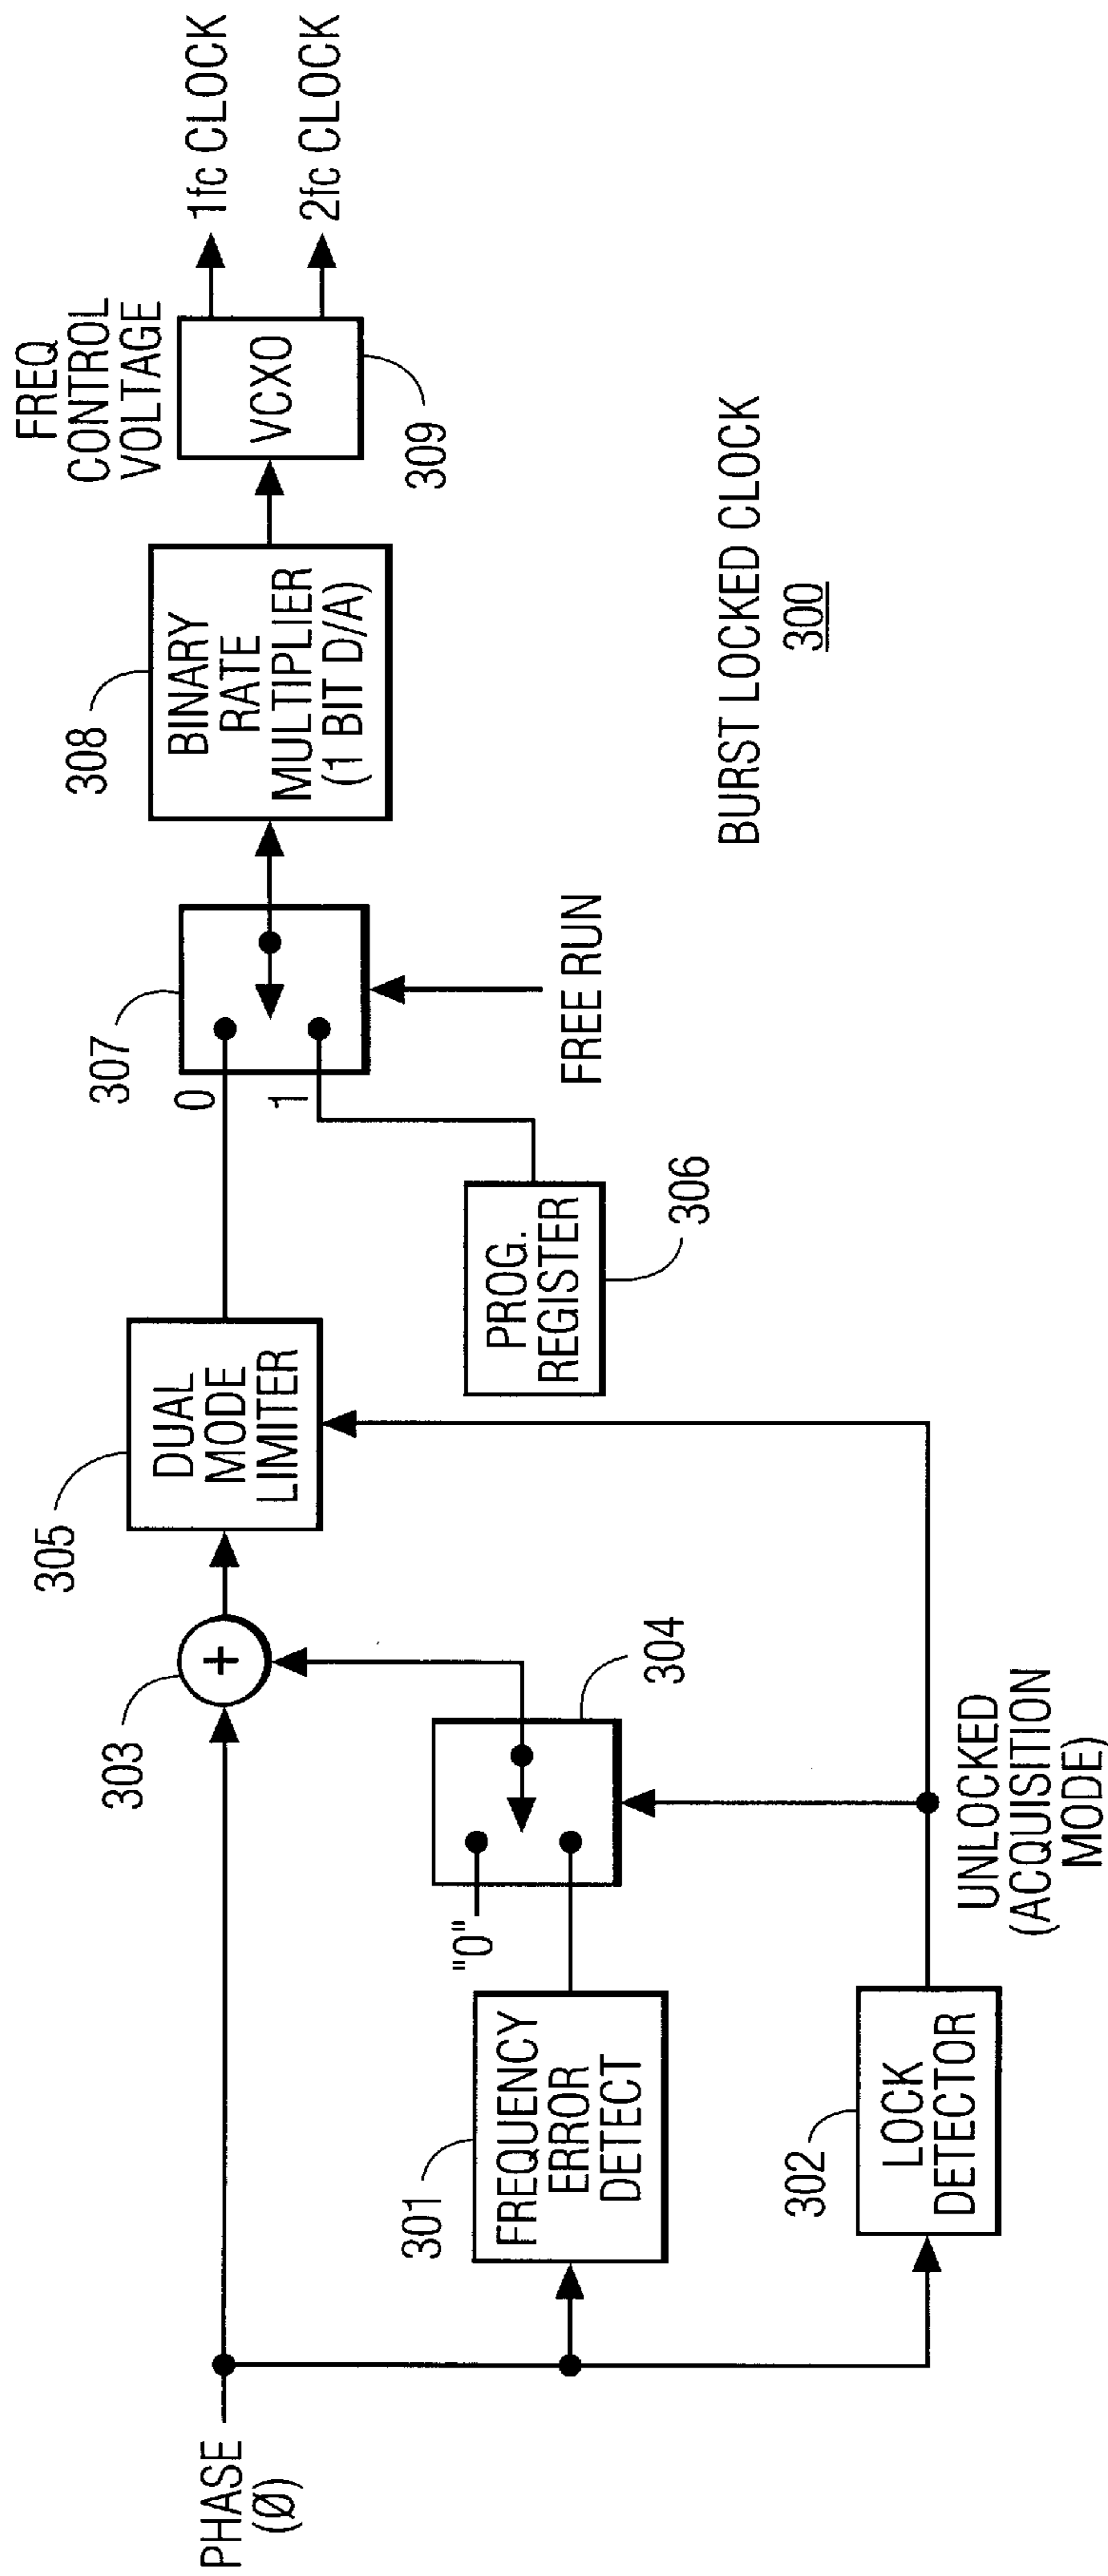 PHASE
(Ø)
303
305
DUAL
MODE
LIMITER
307
0
1
308
BINARY
RATE
MULTIPLIER
(1 BIT D/A)
FREQ
CONTROL
VOLTAGE
VCXO
309
1fc CLOCK
2fc CLOCK
301
FREQUENCY
ERROR
DETECT
"0"
304
PROG.
REGISTER
306
FREE RUN
302
LOCK
DETECTOR
UNLOCKED
(ACQUISITION
MODE)
BURST LOCKED CLOCK
300